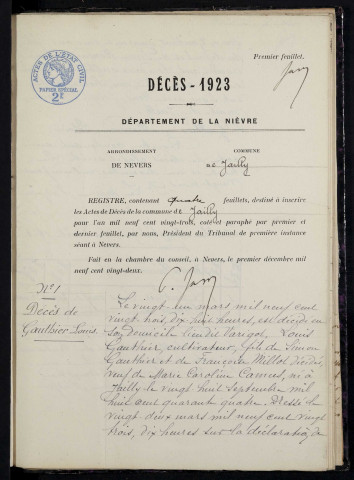 Premier feuillet.
ACTES DE L'ÉTAT CIVIL
PAPIER SPÉCIAL
2F
DÉCÈS - 1923
DÉPARTEMENT DE LA NIÈVRE
ARRONDISSEMENT
DE NEVERS
COMMUNE
de Jailly
REGISTRE, contenant quatre feuillets, destiné à inscrire
les Actes de Décès de la commune de Jailly
pour l'an mil neuf cent vingt-trois, coté et paraphé par premier et
dernier feuillet, par nous, Président du Tribunal de première instance
séant à Nevers.
Fait en la chambre du conseil, à Nevers, le premier décembre mil
neuf cent vingt-deux.
N° 1
Décès de
Gauthier Louis
Le vingt un mars mil neuf cent
vingt trois, dix huit heures, est décédé en
son domicile lieudit Louis
Gauthier, cultivateur, fils de Simon
Gauthier et de Françoise Millot décédés,
veuf de Marie Caroline Camus, né à
Jailly le vingt huit septembre mil
huit cent quarante quatre. Dressé le
vingt deux mars mil neuf cent vingt
trois, dix heures sur la déclaration de